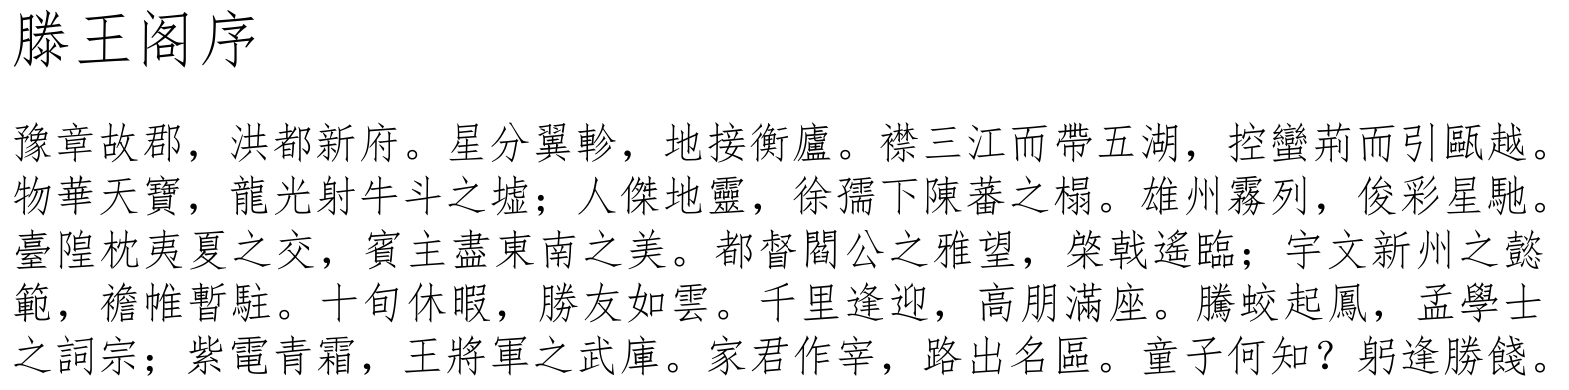 滕王阁序
豫章故郡，洪都新府。星分翼軫，地接衡廬。襟三江而帶五湖，控蠻荊而引甌越。
物華天寶，龍光射牛斗之墟；人傑地靈，徐孺下陳蕃之榻。雄州霧列，俊彩星馳。
臺隍枕夷夏之交，賓主盡東南之美。都督閻公之雅望，棨戟遙臨；宇文新州之懿
範，襜帷暫駐。十旬休暇，勝友如雲。千里逢迎，高朋滿座。騰蛟起鳳，孟學士
之詞宗；紫電青霜，王將軍之武庫。家君作宰，路出名區。童子何知？躬逢勝餞。